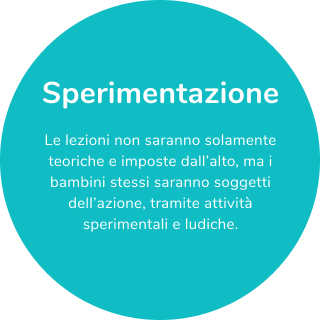 Sperimentazione
Le lezioni non saranno solamente
teoriche e imposte dall'alto, ma i
bambini stessi saranno soggetti
dell'azione, tramite attività
sperimentali e ludiche.